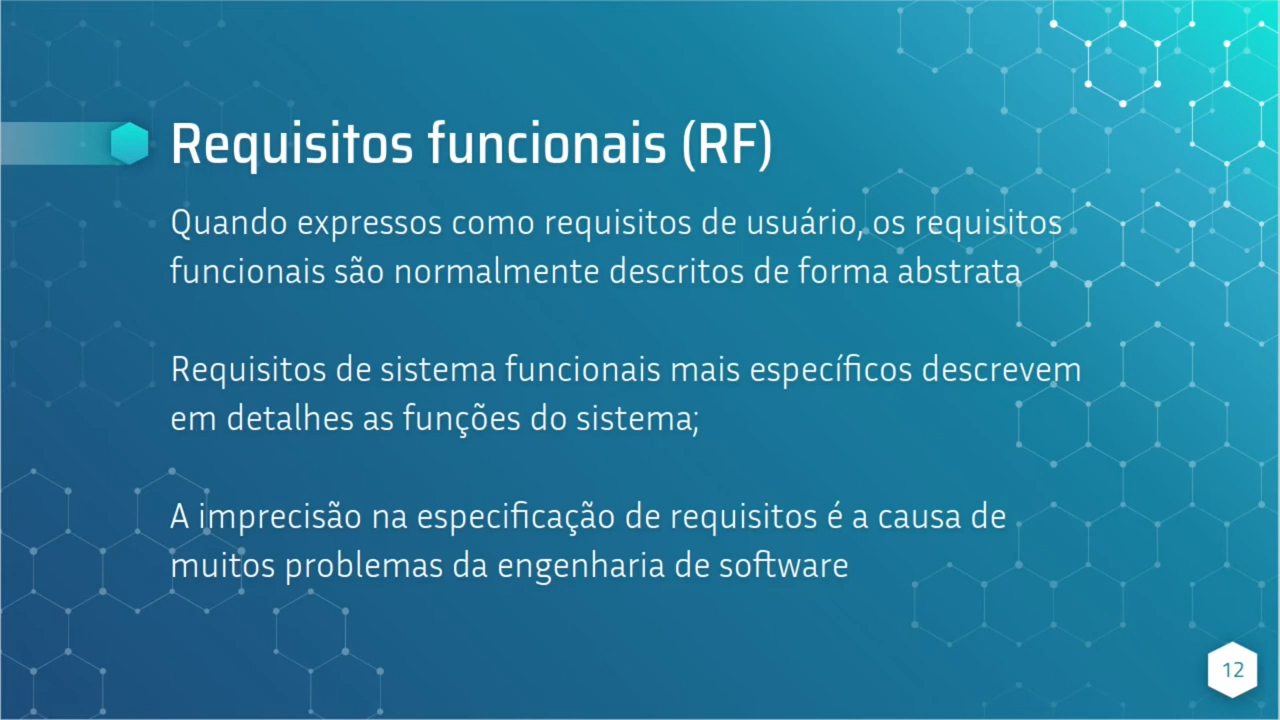 Requisitos funcionais (RF)
Quando expressos como requisitos de usuário, os requisitos
funcionais são normalmente descritos de forma abstrata
Requisitos de sistema funcionais mais específicos descrevem
em detalhes as funções do sistema;
A imprecisão na especificação de requisitos é a causa de
muitos problemas da engenharia de software
12